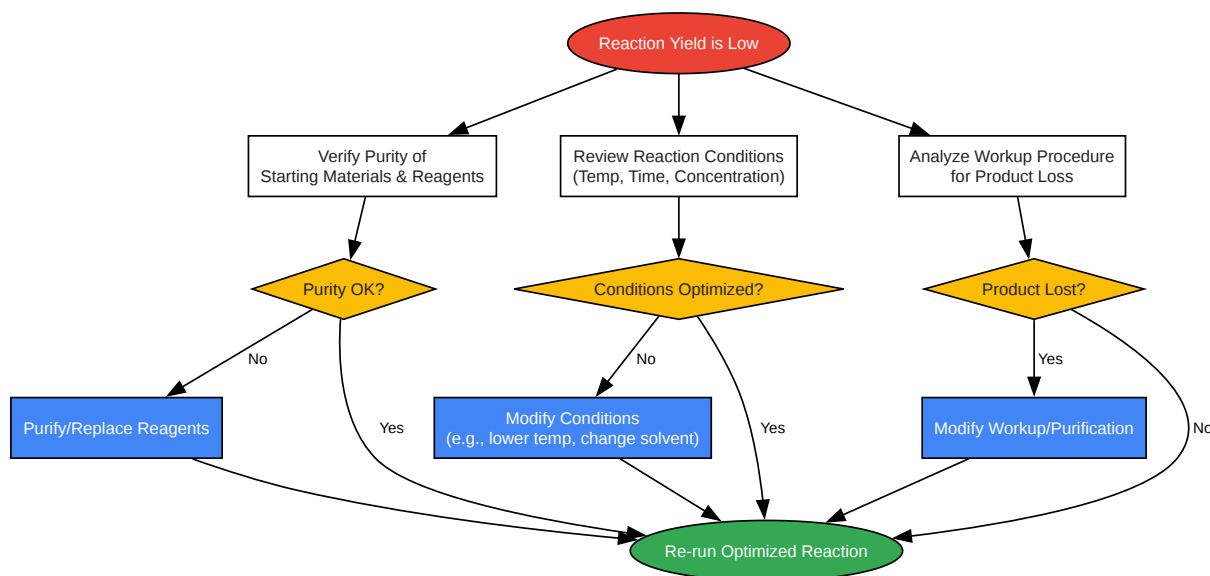 Reaction Yield is Low
Verify Purity of
Starting Materials & Reagents
Review Reaction Conditions
(Temp, Time, Concentration)
Analyze Workup Procedure
for Product Loss
Purity OK?
Conditions Optimized?
Product Lost?
No
No
Yes
Purify/Replace Reagents
Yes
Modify Conditions
(e.g., lower temp, change solvent)
Yes
Modify Workup/Purification
No
Re-run Optimized Reaction